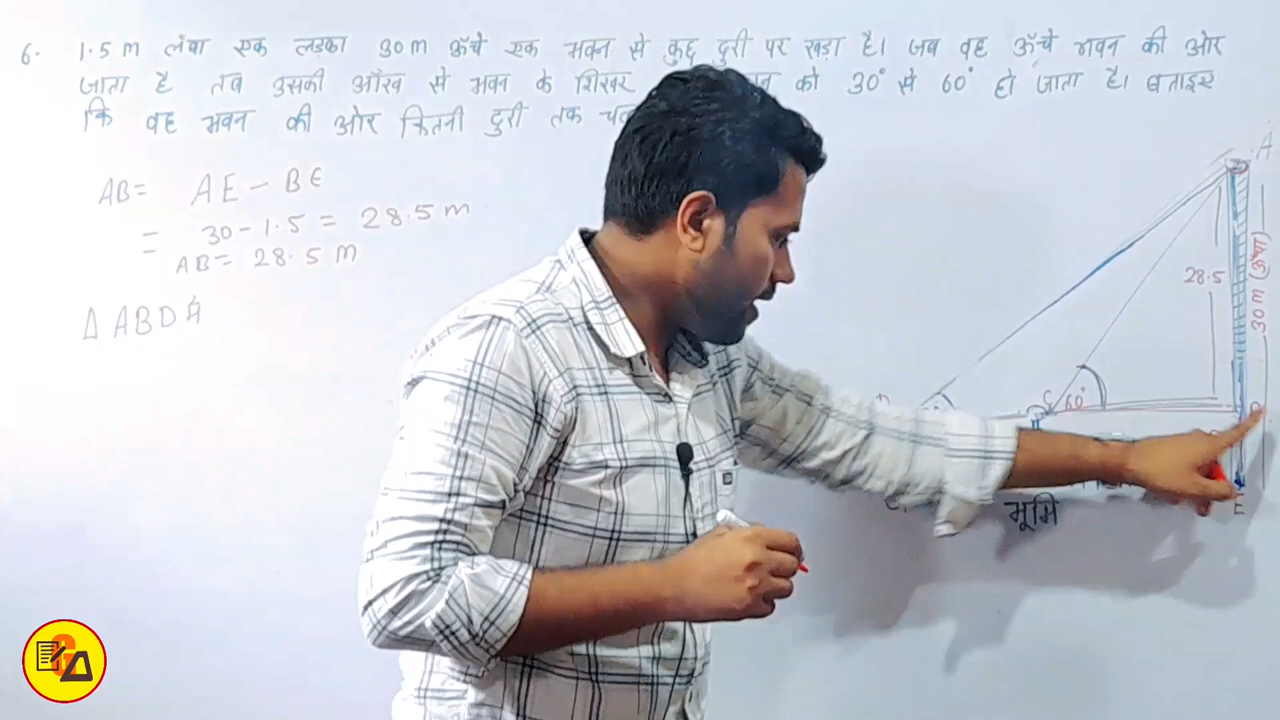 6. 1.5 m लंबा एक लड़का 30 m ऊँचे एक भवन से कुछ दुरी पर खड़ा है। जब वह ऊँचे भवन की ओर
जाता है तब उसकी आँख से भवन के शिखर को 30° से 60° हो जाता है। बताइए
कि वह भवन की ओर कितनी दुरी तक
AB = AE - BE
= 30 - 1.5 = 28.5 m
AB = 28.5 m
Δ ABD में
A
28.5
30 m (ऊँचा)
C 60°
भूमि
E